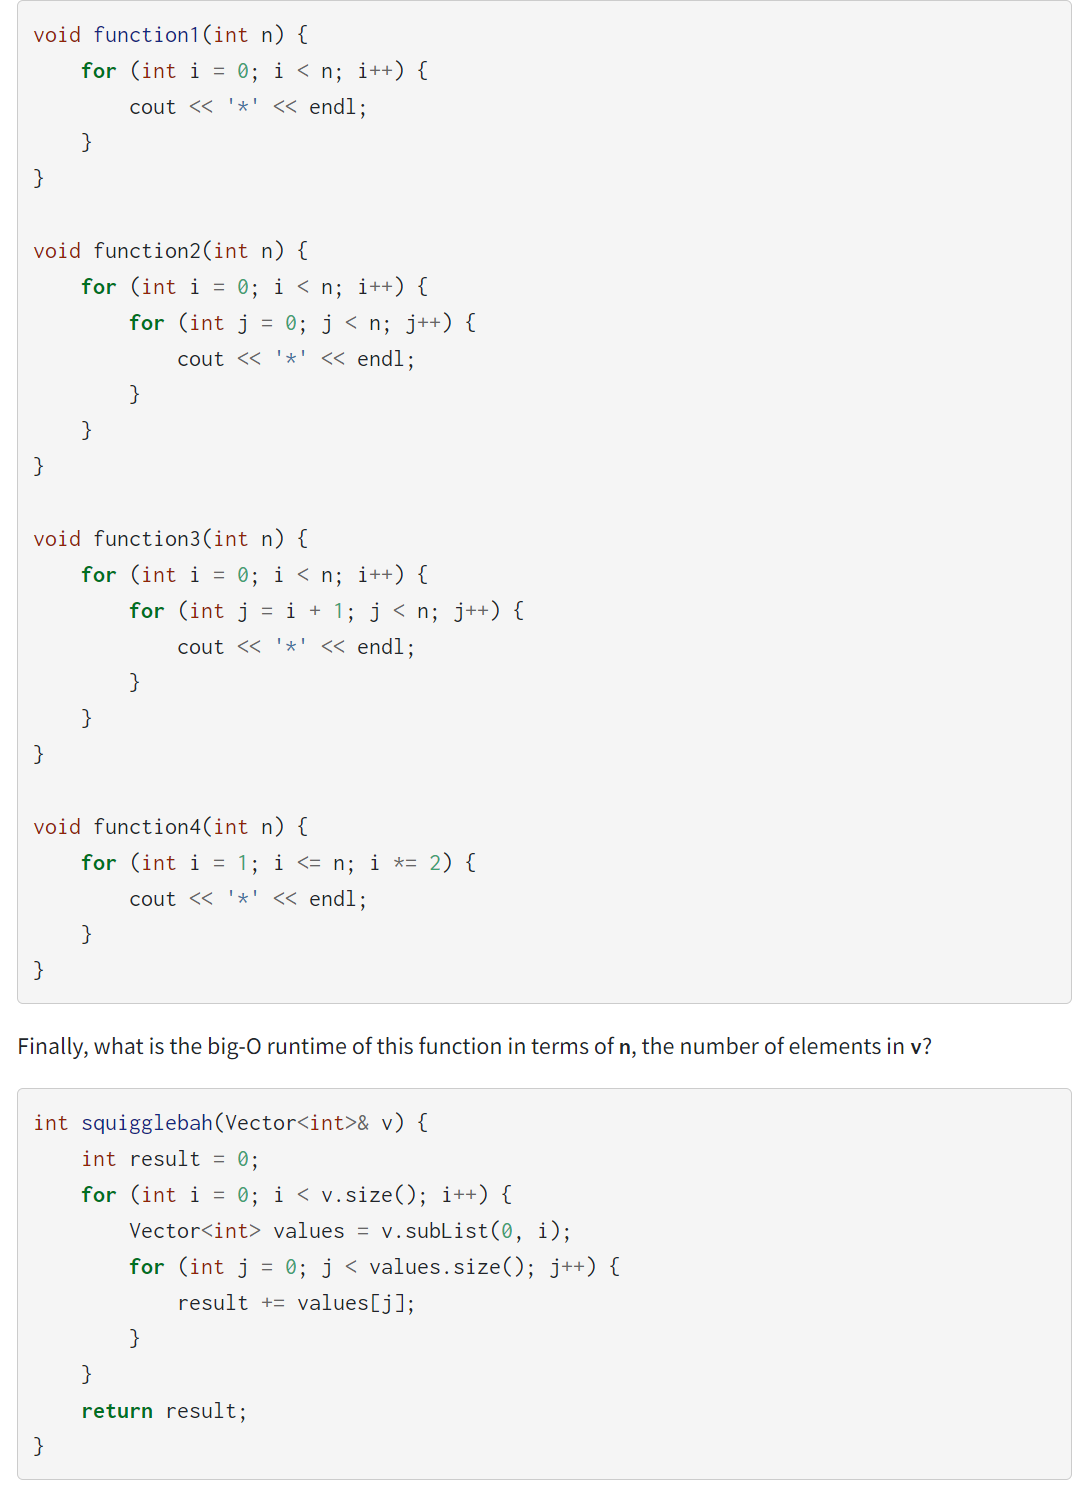 void function1(int n) {
    for (int i = 0; i < n; i++) {
        cout << '*' << endl;
    }
}

void function2(int n) {
    for (int i = 0; i < n; i++) {
        for (int j = 0; j < n; j++) {
            cout << '*' << endl;
        }
    }
}

void function3(int n) {
    for (int i = 0; i < n; i++) {
        for (int j = i + 1; j < n; j++) {
            cout << '*' << endl;
        }
    }
}

void function4(int n) {
    for (int i = 1; i <= n; i *= 2) {
        cout << '*' << endl;
    }
}

Finally, what is the big-O runtime of this function in terms of n, the number of elements in v?

int squigglebah(Vector<int>& v) {
    int result = 0;
    for (int i = 0; i < v.size(); i++) {
        Vector<int> values = v.subList(0, i);
        for (int j = 0; j < values.size(); j++) {
            result += values[j];
        }
    }
    return result;
}